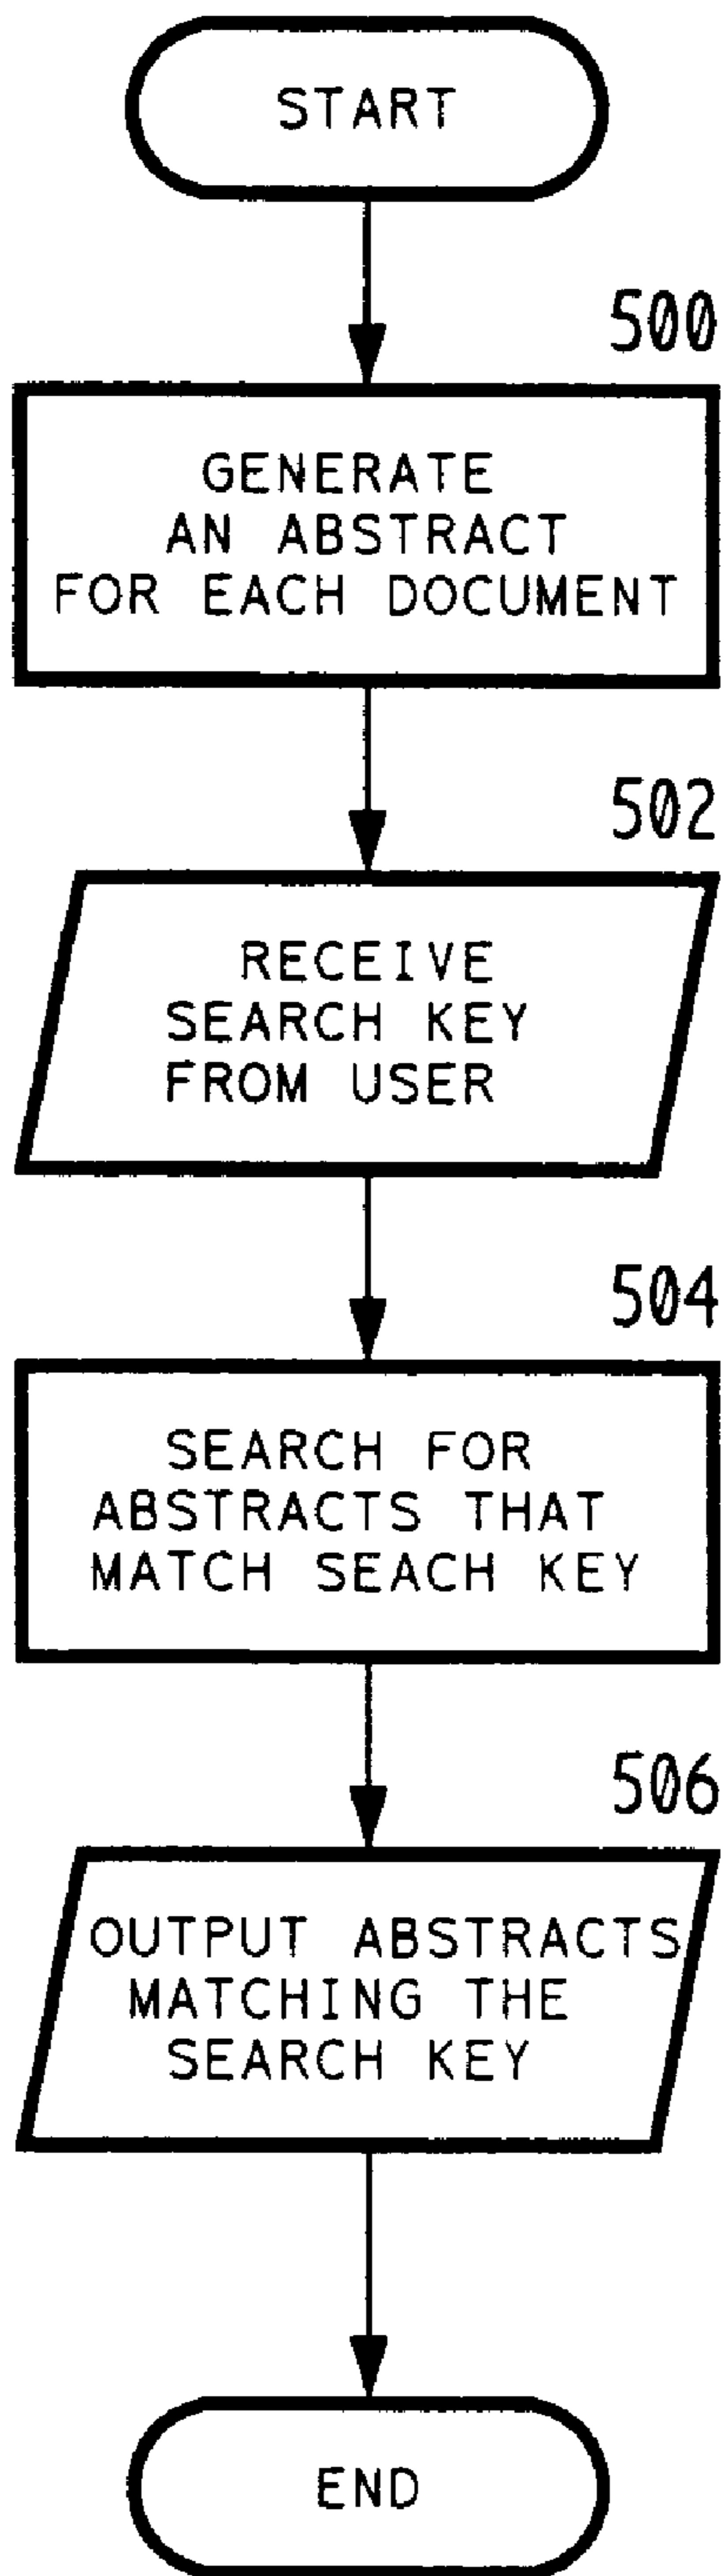 START
500
GENERATE
AN ABSTRACT
FOR EACH DOCUMENT
502
RECEIVE
SEARCH KEY
FROM USER
504
SEARCH FOR
ABSTRACTS THAT
MATCH SEACH KEY
506
OUTPUT ABSTRACTS
MATCHING THE
SEARCH KEY
END